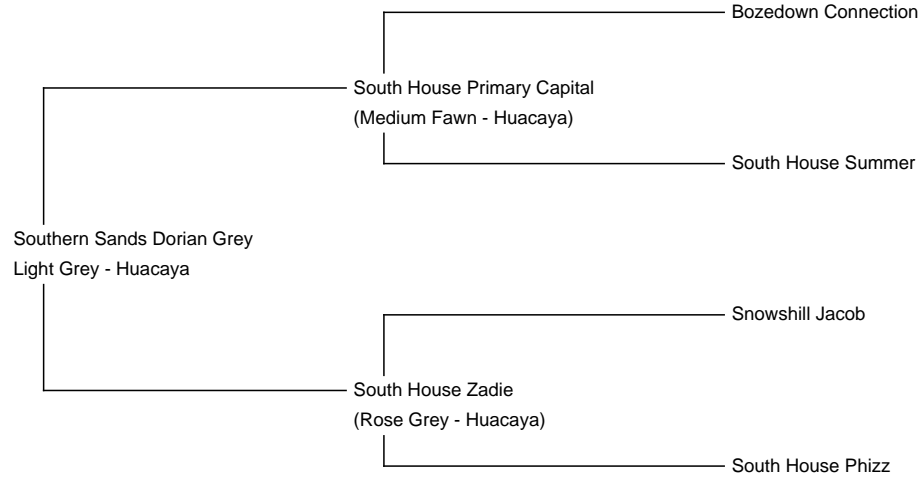 Bozedown Connection
South House Primary Capital
(Medium Fawn - Huacaya)
South House Summer
Southern Sands Dorian Grey
Light Grey - Huacaya
Snowshill Jacob
South House Zadie
(Rose Grey - Huacaya)
South House Phizz